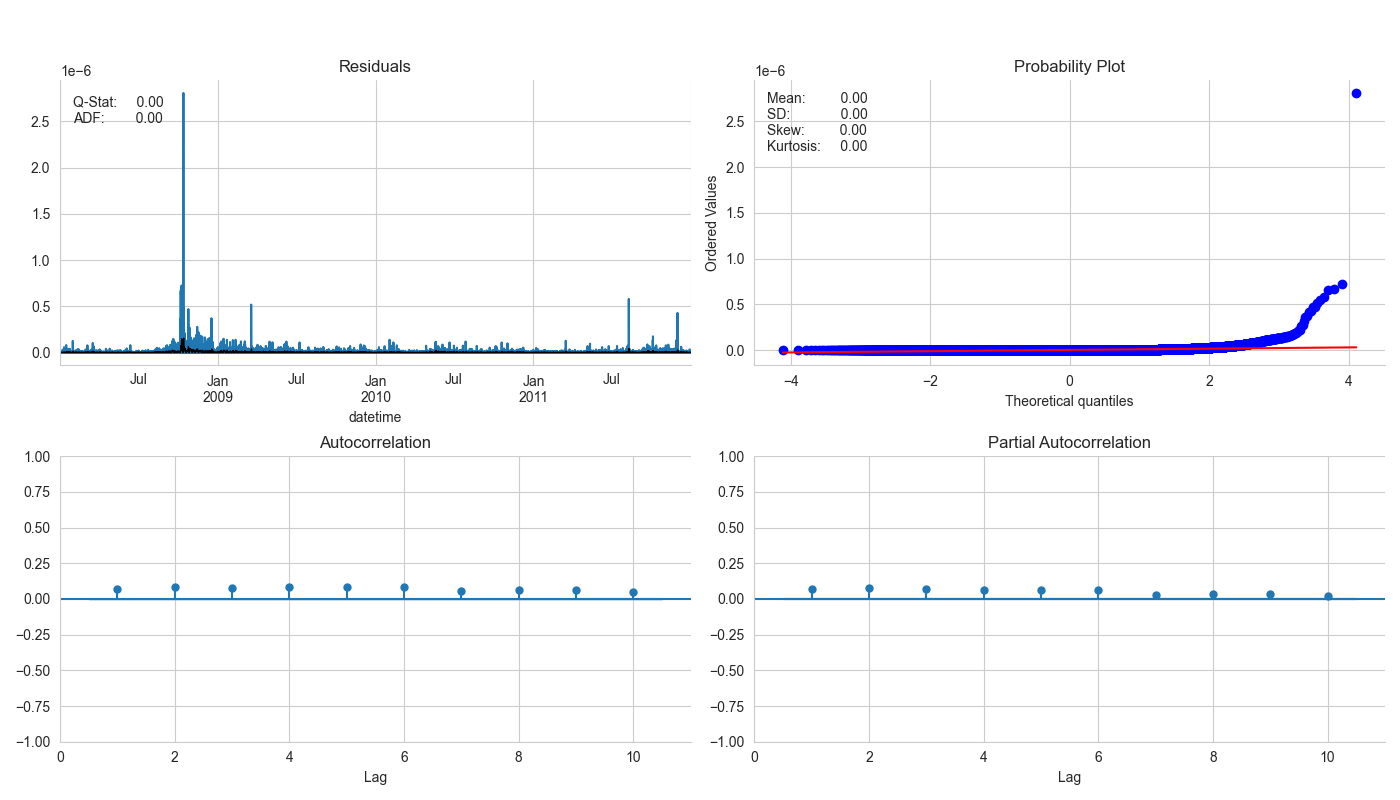 Residuals
1e−6
Q-Stat: 0.00
ADF: 0.00
2.5
2.0
1.5
1.0
0.5
0.0
Jul Jan Jul Jan Jul Jan Jul
2009 2010 2011
datetime
Probability Plot
1e−6
Mean: 0.00
SD: 0.00
Skew: 0.00
Kurtosis: 0.00
Ordered Values
2.5
2.0
1.5
1.0
0.5
0.0
−4 −2 0 2 4
Theoretical quantiles
Autocorrelation
1.00
0.75
0.50
0.25
0.00
−0.25
−0.50
−0.75
−1.00
0 2 4 6 8 10
Lag
Partial Autocorrelation
1.00
0.75
0.50
0.25
0.00
−0.25
−0.50
−0.75
−1.00
0 2 4 6 8 10
Lag